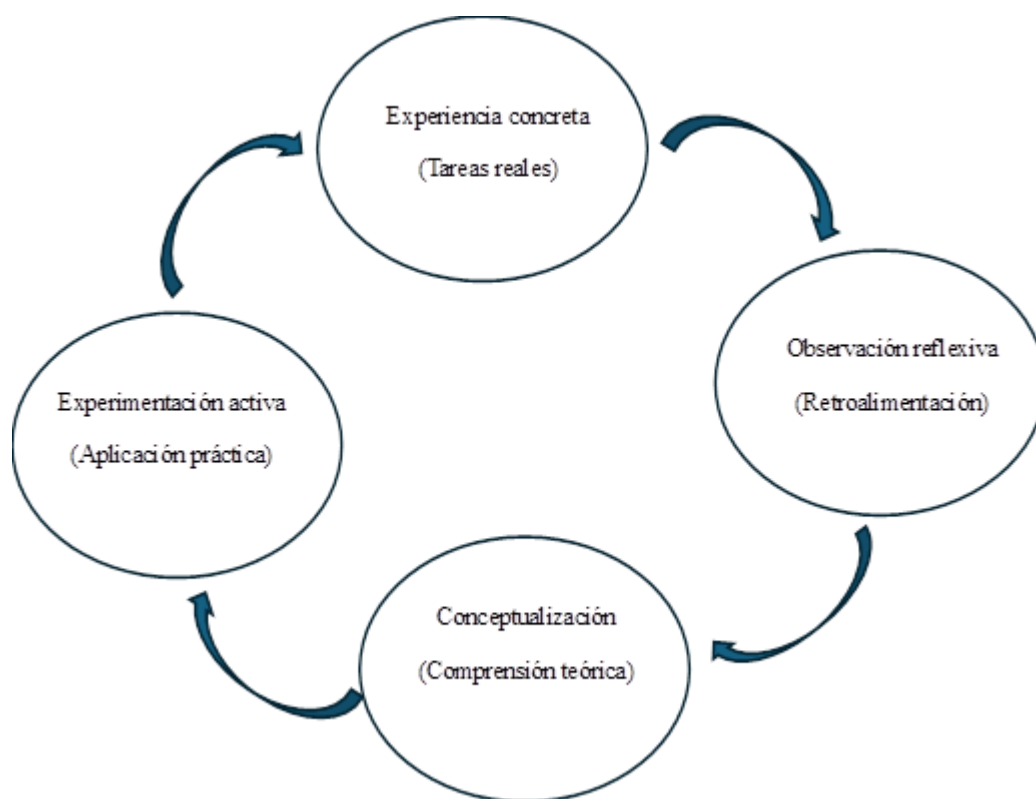 Experiencia concreta
(Tareas reales)
Observación reflexiva
(Retroalimentación)
Conceptualización
(Comprensión teórica)
Experimentación activa
(Aplicación práctica)